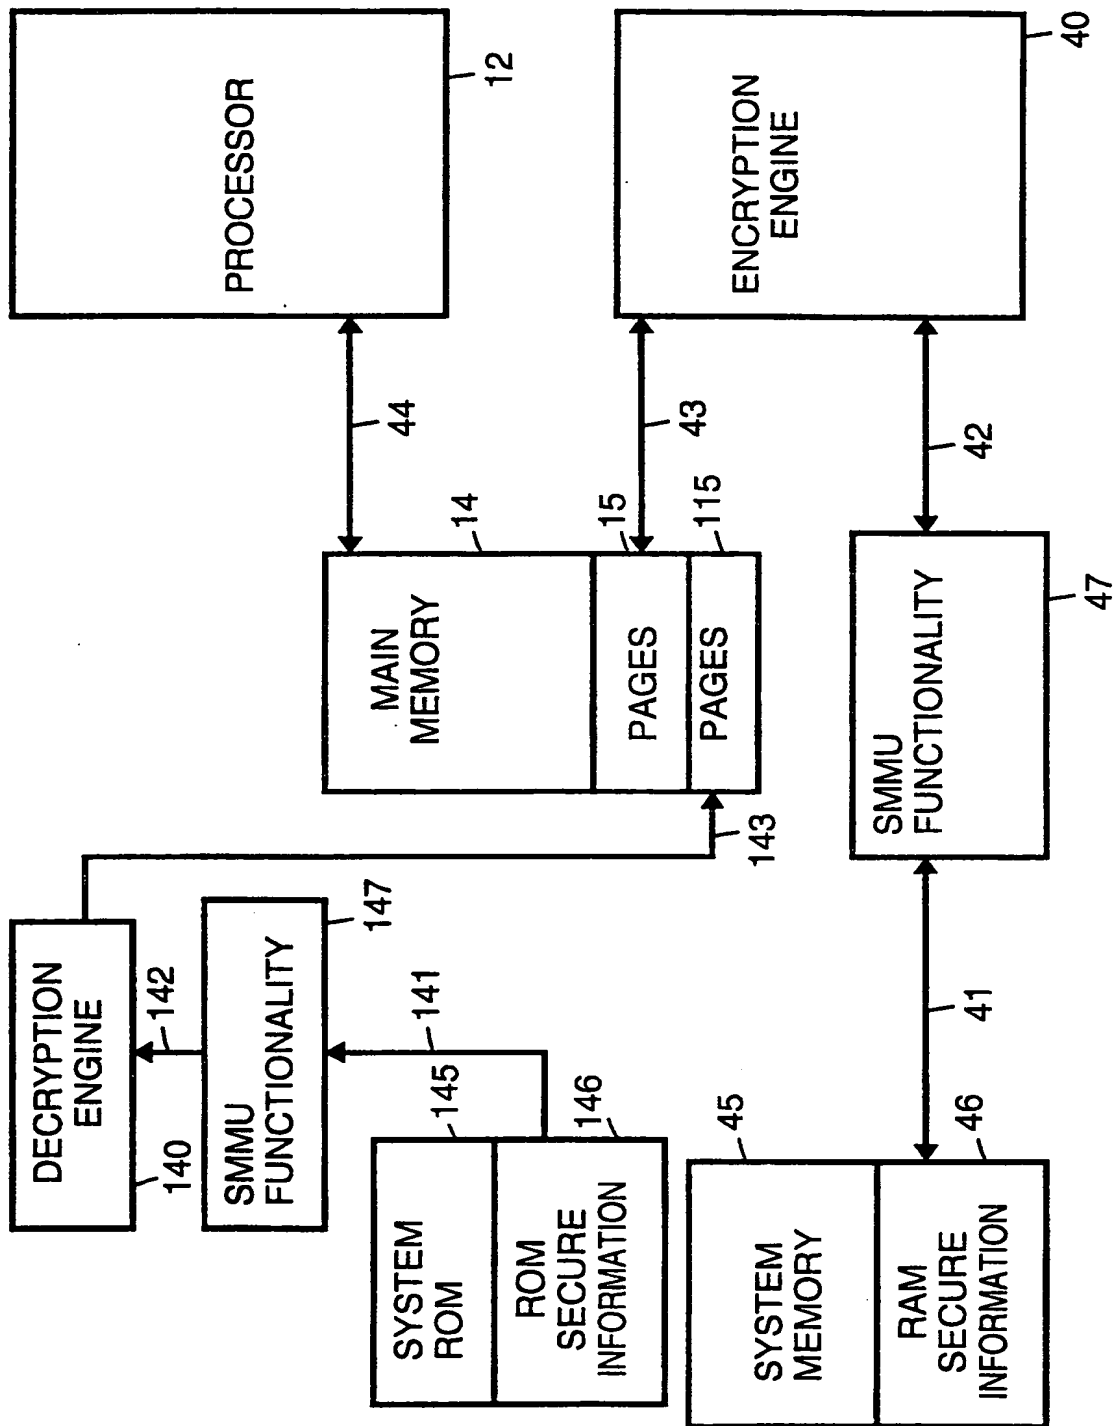 SYSTEM
MEMORY
45
RAM
SECURE
INFORMATION
46
SYSTEM
ROM
145
ROM
SECURE
INFORMATION
146
141
SMMU
FUNCTIONALITY
147
142
DECRYPTION
ENGINE
140
143
41
SMMU
FUNCTIONALITY
47
MAIN
MEMORY
14
PAGES
15
PAGES
115
42
43
44
ENCRYPTION
ENGINE
40
PROCESSOR
12